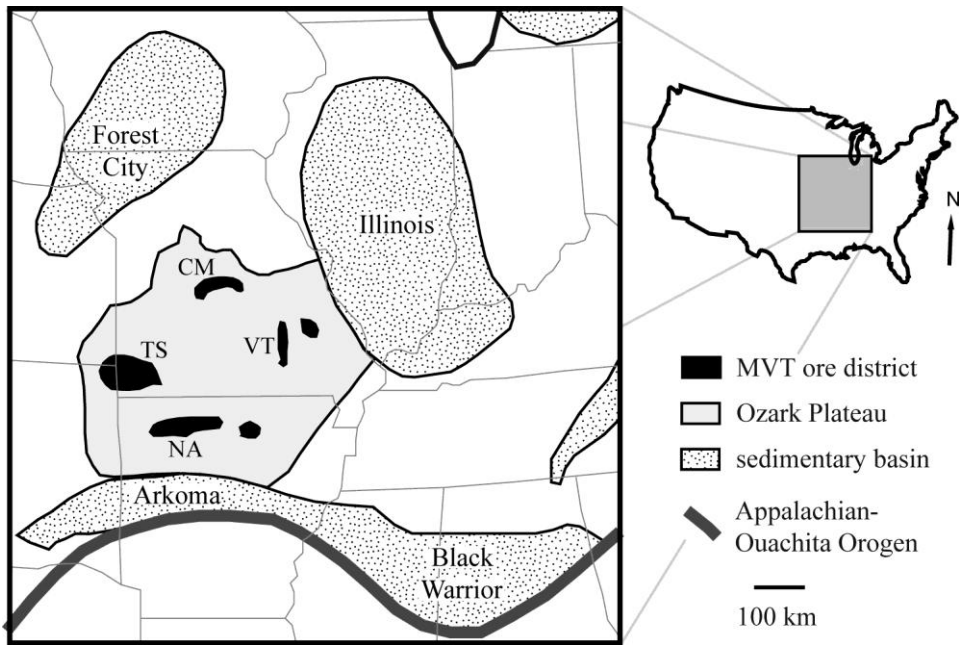 Forest
City
Illinois
CM
TS
VT
NA
Arkoma
Black
Warrior
N
MVT ore district
Ozark Plateau
sedimentary basin
Appalachian-
Ouachita Orogen
100 km